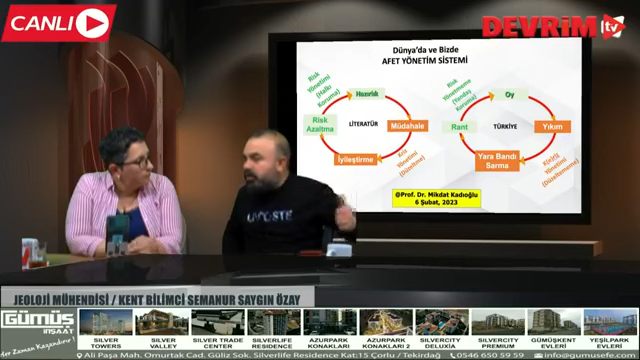 CANLI
DEVRİM tv
Dünya'da ve Bizde
AFET YÖNETİM SİSTEMİ
Risk Yönetimi (Halkı Koruma)
Hazırlık
Risk Azaltma
LİTERATÜR
Müdahale
İyileştirme
Kriz Yönetimi (Düzeltme)
Risk Yönetmeme (Yandaş Koruma)
Oy
Rant
TÜRKİYE
Yıkım
Yara Bandı
Sarma
@Prof. Dr. Mikdat Kadıoğlu
6 Şubat, 2023
JEOLOJİ MÜHENDİSİ / KENT BİLİMCİ SEMANUR SAYGIN ÖZAY
GÜMÜŞ
İNŞAAT
Her Zaman Kazandırır!
SILVER TOWERS
SILVER VALLEY
SILVER TRADE CENTER
SILVERLIFE RESIDENCE
AZURPARK KONAKLARI
AZURPARK KONAKLARI 2
SILVERCITY DELUXIA
SILVERCITY PREMIUM
GÜMÜŞKENT EVLERİ
YEŞİLPARK EVLERİ
Ali Paşa Mah. Omurtak Cad. Güliz Sok. Silverlife Residence Kat:15 Çorlu / Tekirdağ
0546 650 59 59
info@gumusefe.com